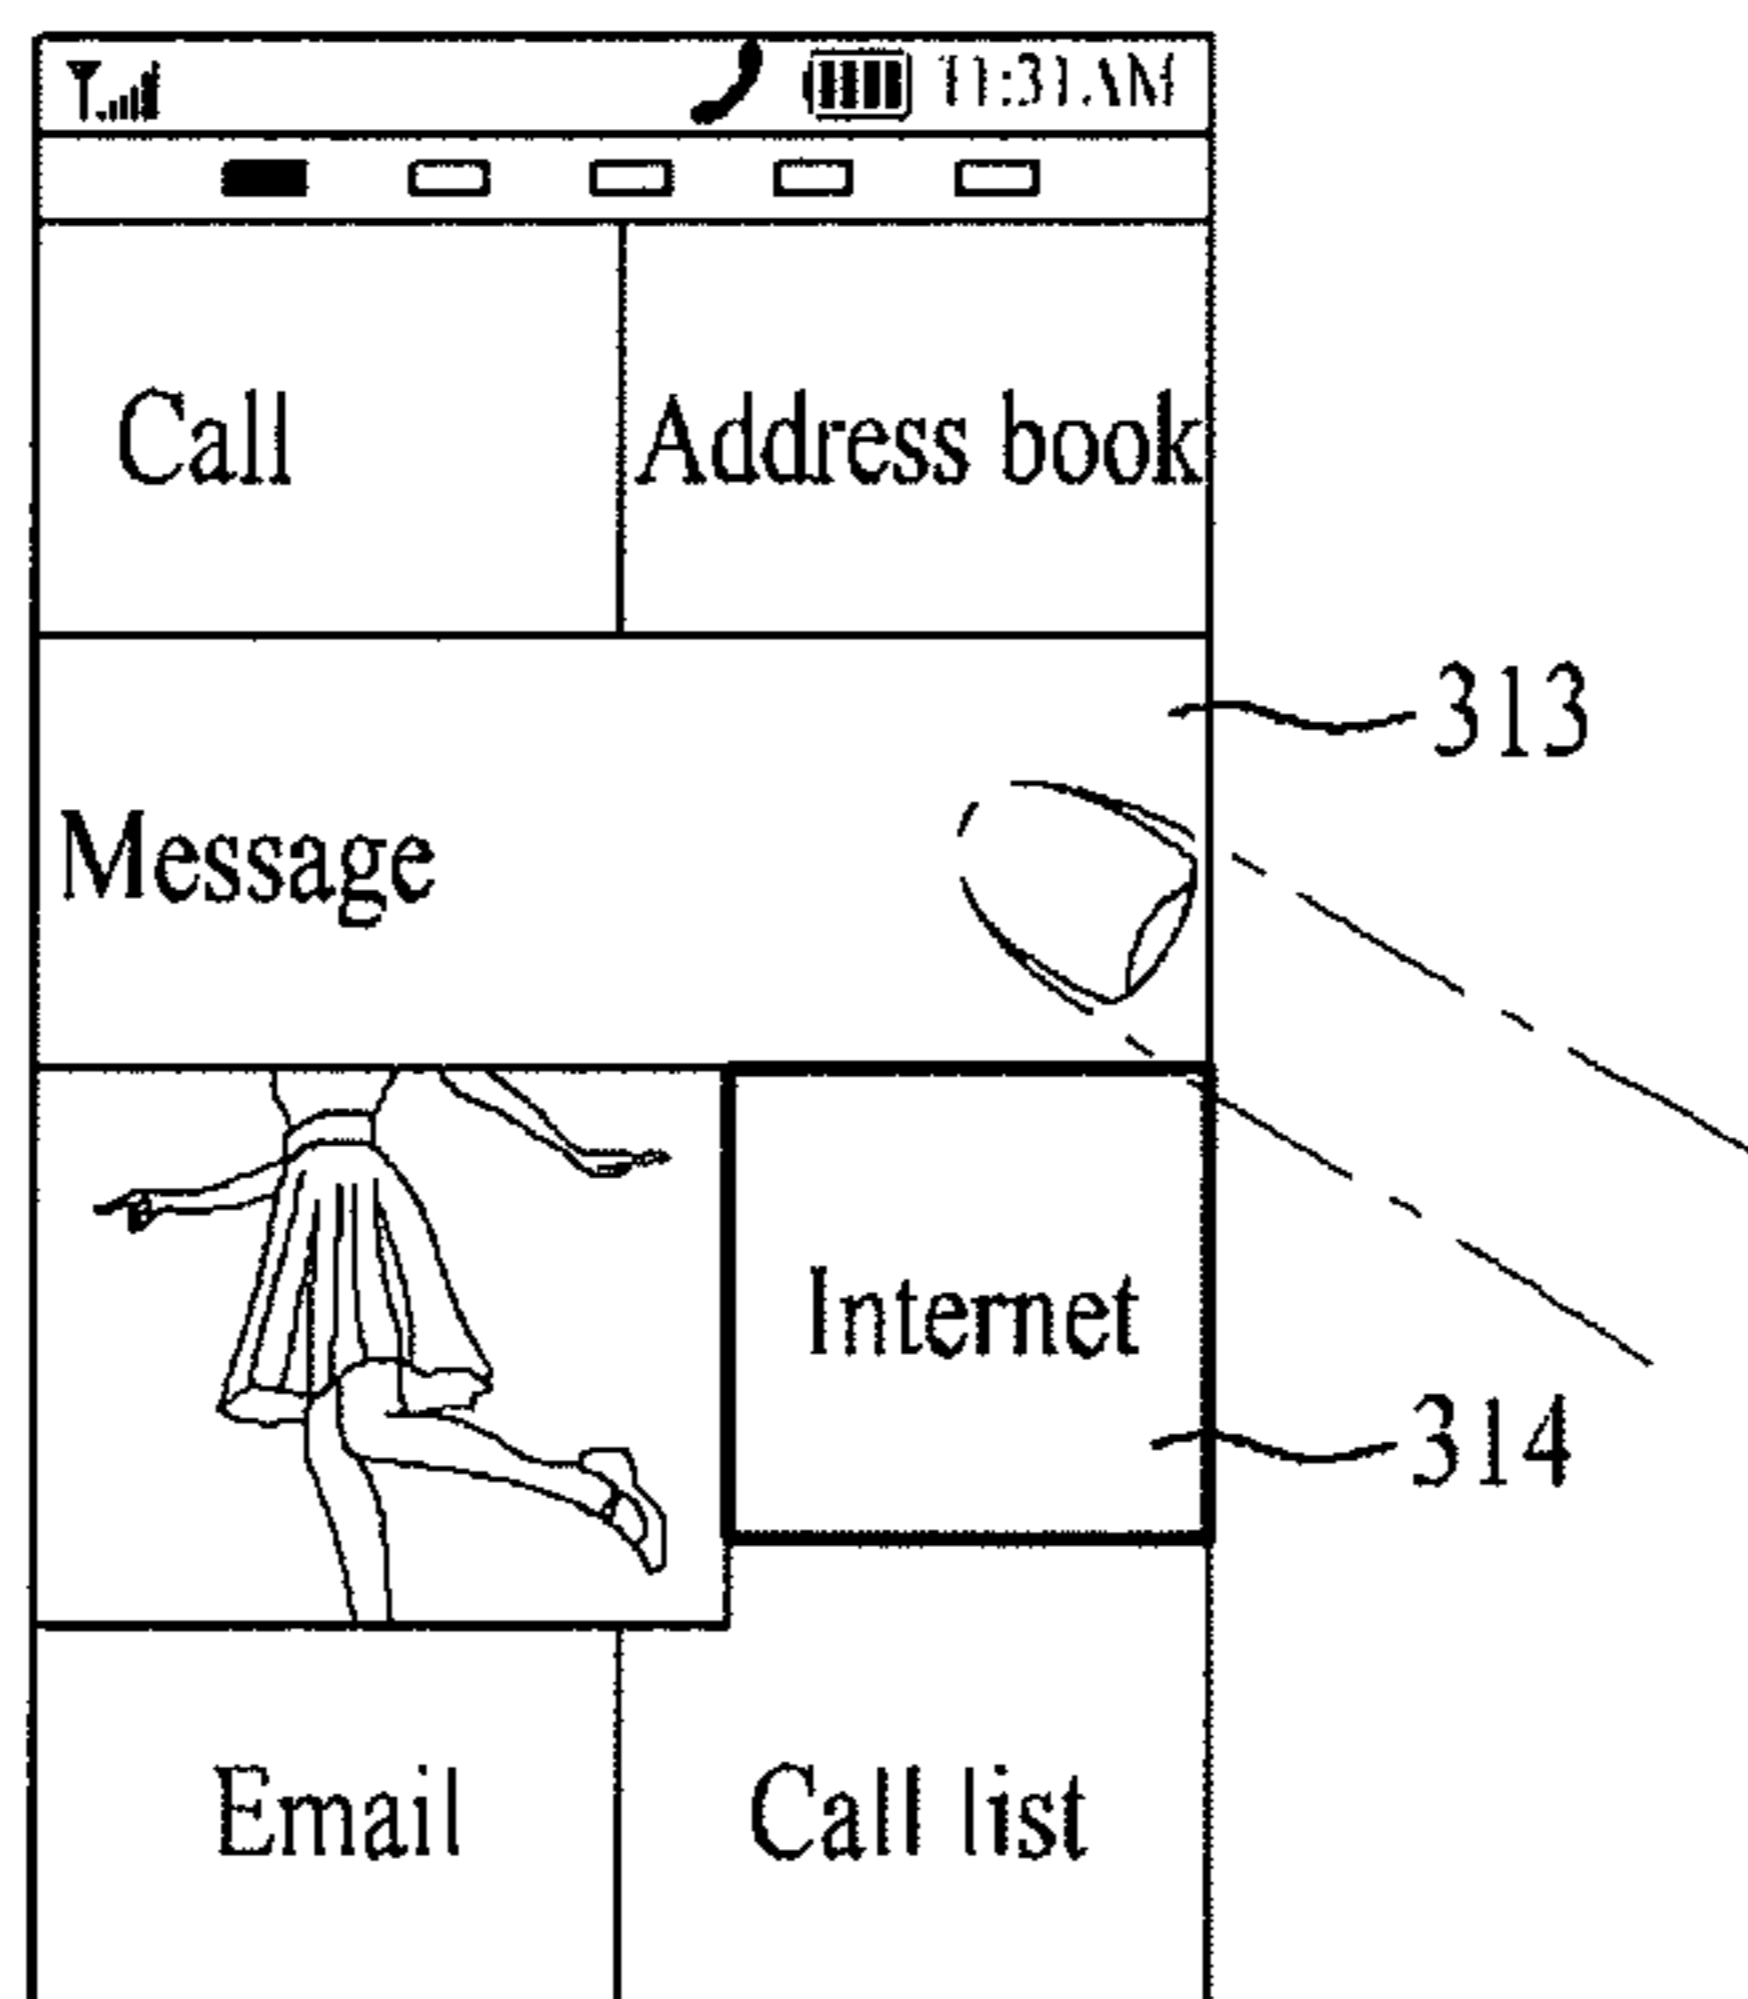 11:31AM
Call
Address book
313
Message
Internet
314
Email
Call list